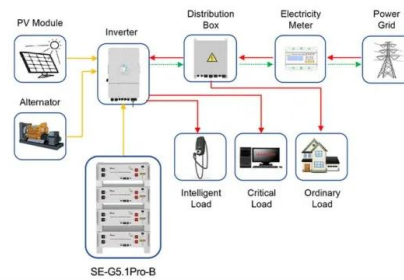 PV Module
Inverter
Distribution
Box
Electricity
Meter
Power
Grid
Alternator
Intelligent
Load
Critical
Load
Ordinary
Load
SE-G5.1Pro-B